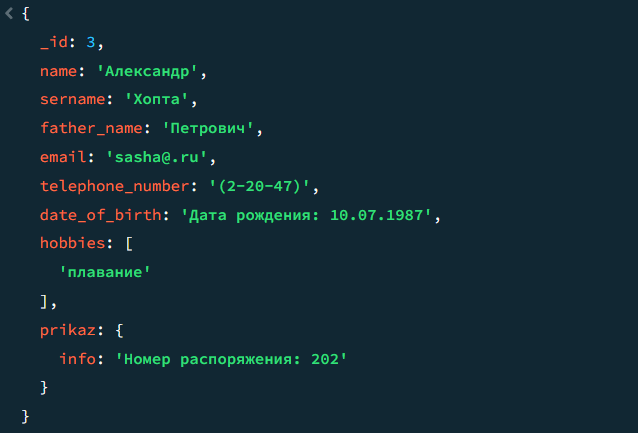 {
_id: 3,
name: 'Александр',
sername: 'Хопта',
father_name: 'Петрович',
email: 'sasha@.ru',
telephone_number: '(2-20-47)',
date_of_birth: 'Дата рождения: 10.07.1987',
hobbies: [
'плавание'
],
prikaz: {
info: 'Номер распоряжения: 202'
}
}